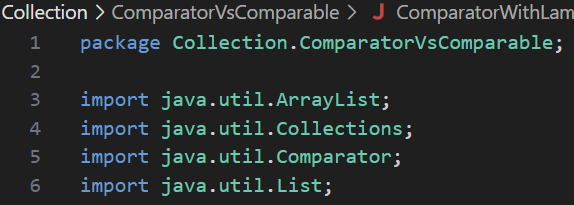 Collection > ComparatorVsComparable > J ComparatorWithLam
1 package Collection.ComparatorVsComparable;
2
3 import java.util.ArrayList;
4 import java.util.Collections;
5 import java.util.Comparator;
6 import java.util.List;